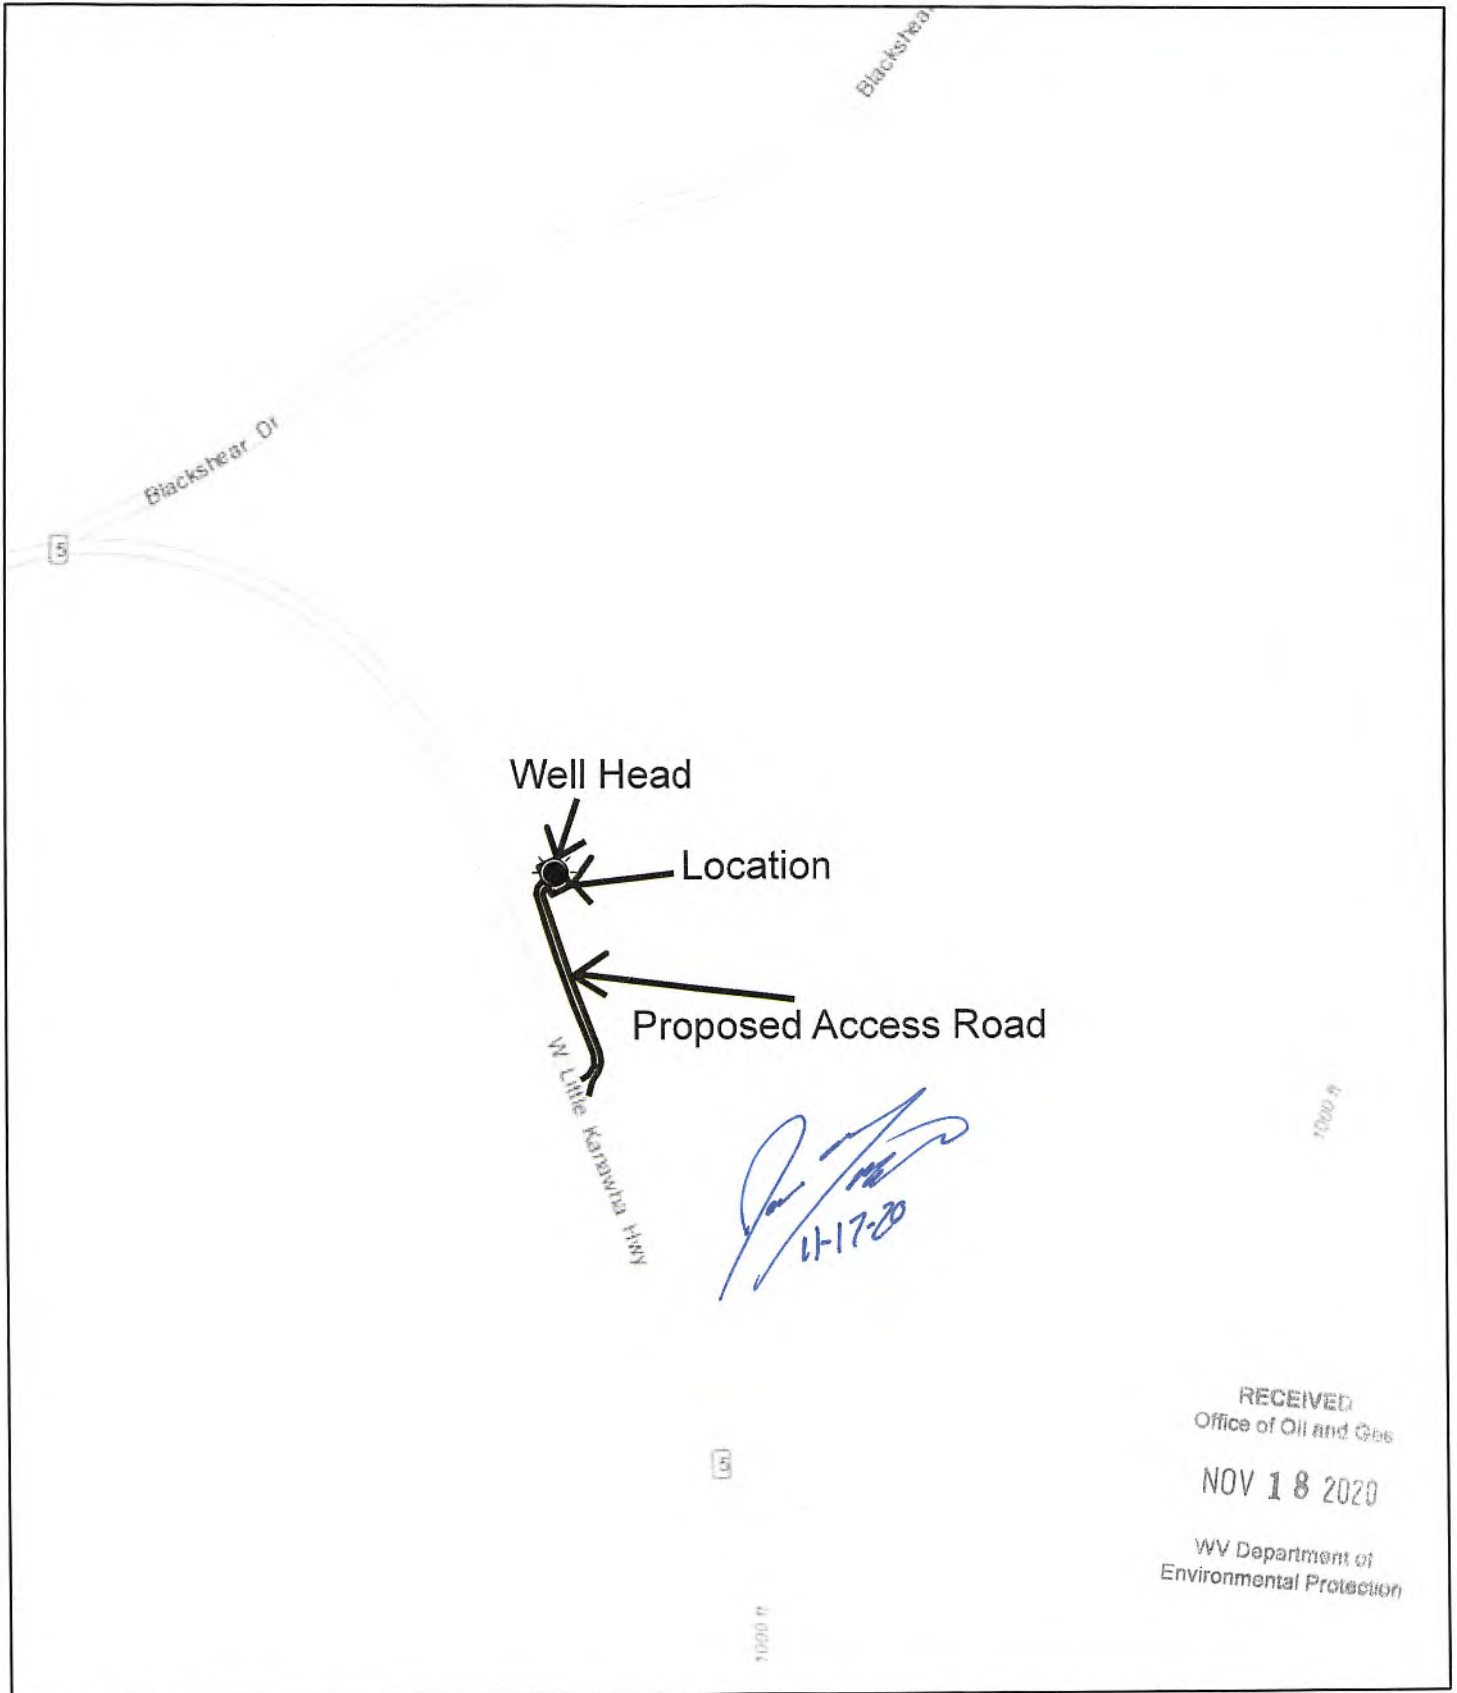 Blackshear
Blackshear Dr
5
Well Head
Location
Proposed Access Road
W Little Kanawha Hwy
1000 ft
11-17-20
RECEIVED
Office of Oil and Gas
5
NOV 18 2020
WV Department of
Environmental Protection
1000 ft